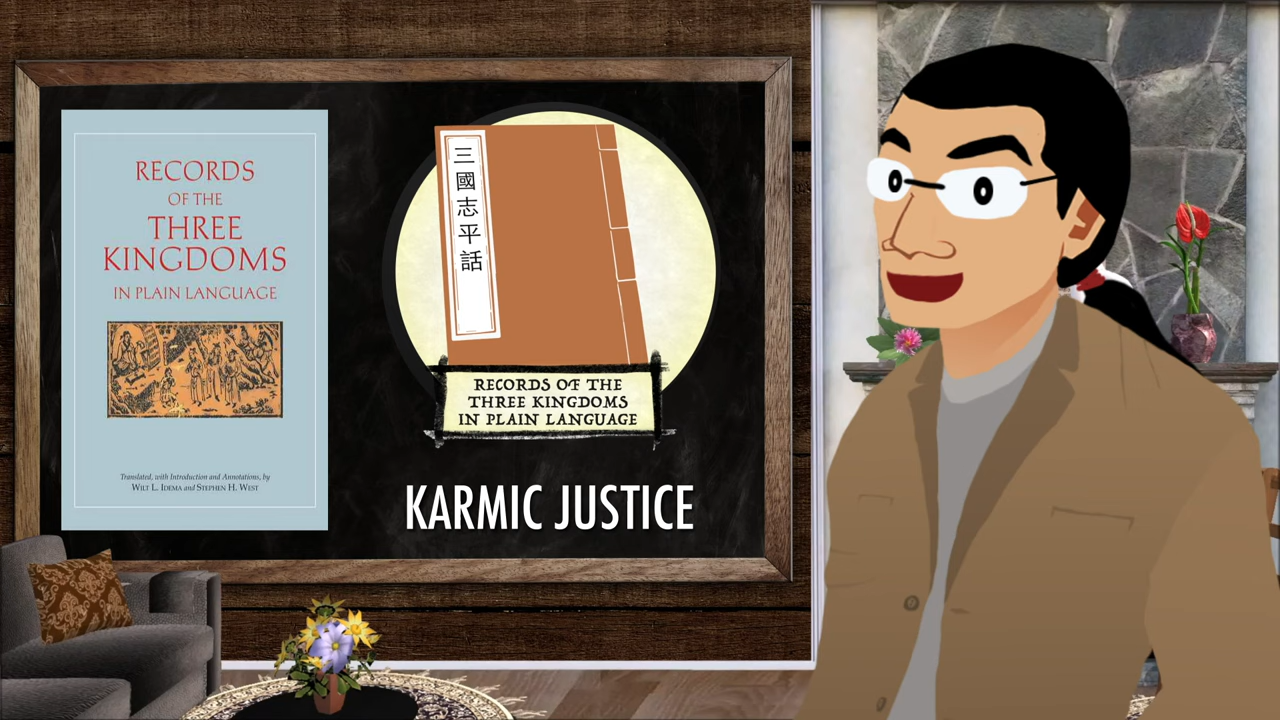 RECORDS
OF THE
THREE
KINGDOMS
IN PLAIN LANGUAGE
Translated, with Introduction and Annotations, by
WILT L. IDEMA and STEPHEN H. WEST
三國志平話
RECORDS OF THE
THREE KINGDOMS
IN PLAIN LANGUAGE
KARMIC JUSTICE